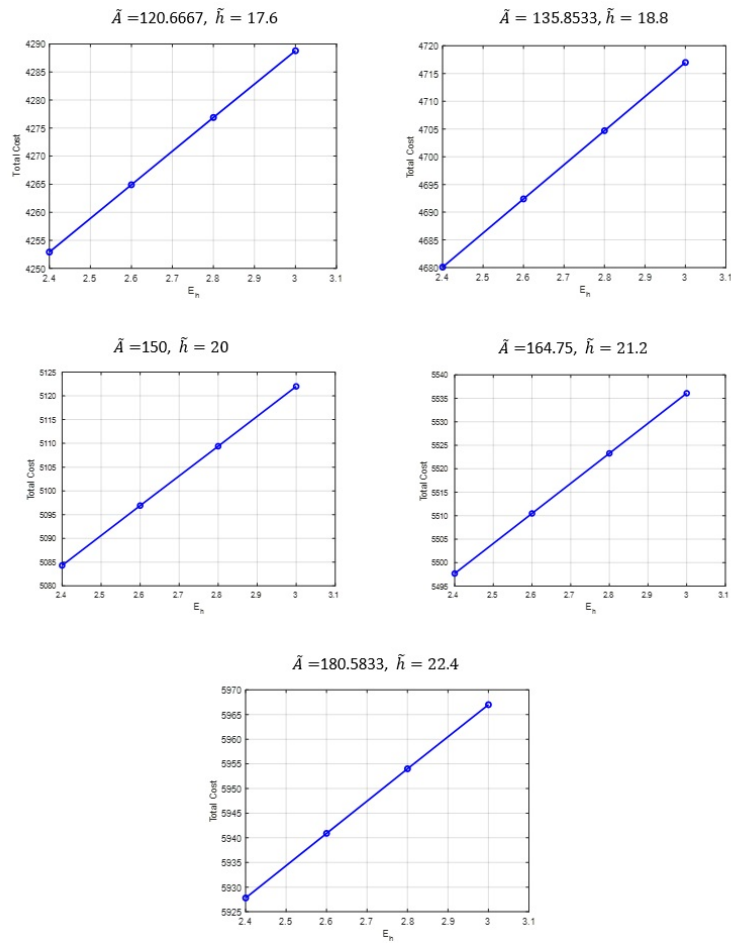 Ã =120.6667, h̃ = 17.6
4290
4285
4280
4275
4270
4265
4260
4255
4250
Total Cost
2.4 2.5 2.6 2.7 2.8 2.9 3 3.1
E_h
Ã = 135.8533, h̃ = 18.8
4720
4715
4710
4705
4700
4695
4690
4685
4680
Total Cost
2.4 2.5 2.6 2.7 2.8 2.9 3 3.1
E_h
Ã =150, h̃ = 20
5125
5120
5115
5110
5105
5100
5095
5090
5085
5080
Total Cost
2.4 2.5 2.6 2.7 2.8 2.9 3 3.1
E_h
Ã =164.75, h̃ = 21.2
5540
5535
5530
5525
5520
5515
5510
5505
5500
5495
Total Cost
2.4 2.5 2.6 2.7 2.8 2.9 3 3.1
E_h
Ã =180.5833, h̃ = 22.4
5970
5965
5960
5955
5950
5945
5940
5935
5930
5925
Total Cost
2.4 2.5 2.6 2.7 2.8 2.9 3 3.1
E_h